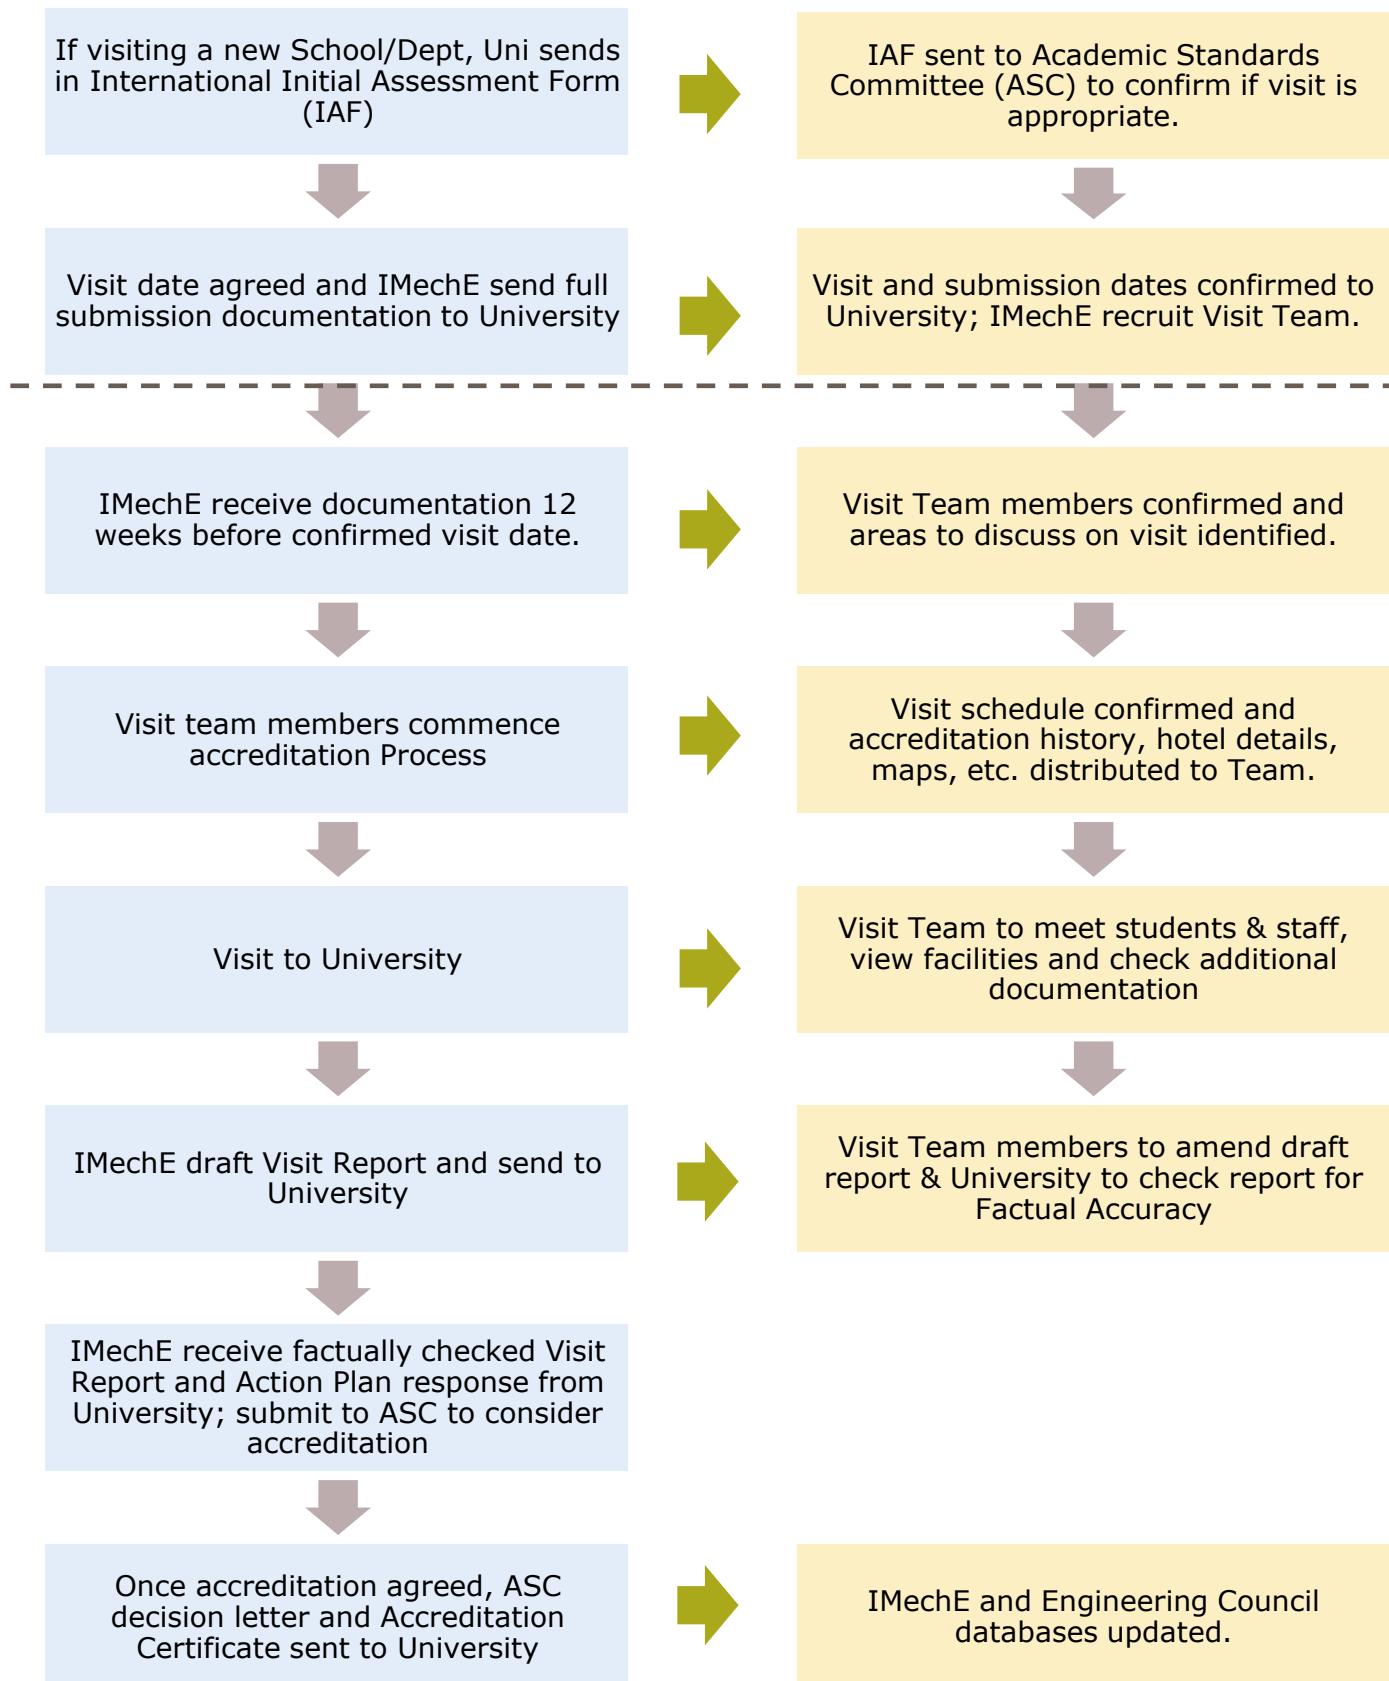 If visiting a new School/Dept, Uni sends
in International Initial Assessment Form
(IAF)
IAF sent to Academic Standards
Committee (ASC) to confirm if visit is
appropriate.
Visit date agreed and IMechE send full
submission documentation to University
Visit and submission dates confirmed to
University; IMechE recruit Visit Team.
IMechE receive documentation 12
weeks before confirmed visit date.
Visit Team members confirmed and
areas to discuss on visit identified.
Visit team members commence
accreditation Process
Visit schedule confirmed and
accreditation history, hotel details,
maps, etc. distributed to Team.
Visit to University
Visit Team to meet students & staff,
view facilities and check additional
documentation
IMechE draft Visit Report and send to
University
Visit Team members to amend draft
report & University to check report for
Factual Accuracy
IMechE receive factually checked Visit
Report and Action Plan response from
University; submit to ASC to consider
accreditation
Once accreditation agreed, ASC
decision letter and Accreditation
Certificate sent to University
IMechE and Engineering Council
databases updated.